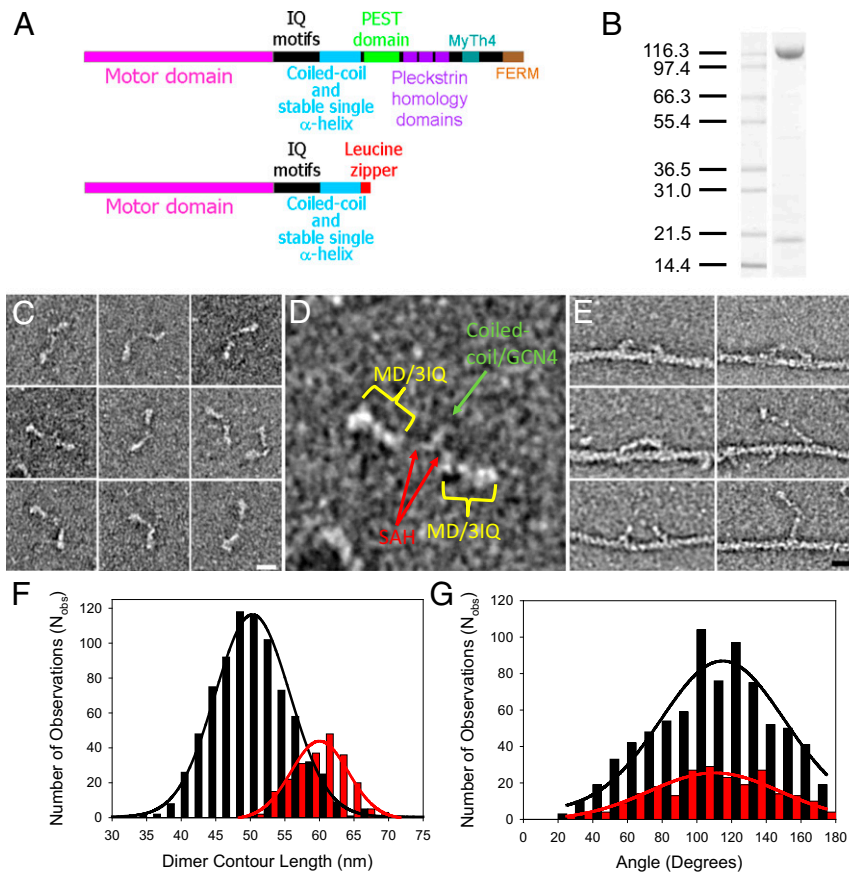 A
IQ
motifs
PEST
domain
MyTh4
Motor domain
Coiled-coil
and
stable single
α-helix
Pleckstrin
homology
domains
FERM
IQ
motifs
Leucine
zipper
Motor domain
Coiled-coil
and
stable single
α-helix
B
116.3
97.4
66.3
55.4
36.5
31.0
21.5
14.4
C
D
Coiled-
coil/GCN4
MD/3IQ
SAH
MD/3IQ
E
F
Number of Observations (Nobs)
120
100
80
60
40
20
0
30 35 40 45 50 55 60 65 70 75
Dimer Contour Length (nm)
G
Number of Observations (Nobs)
120
100
80
60
40
20
0
0 20 40 60 80 100 120 140 160 180
Angle (Degrees)